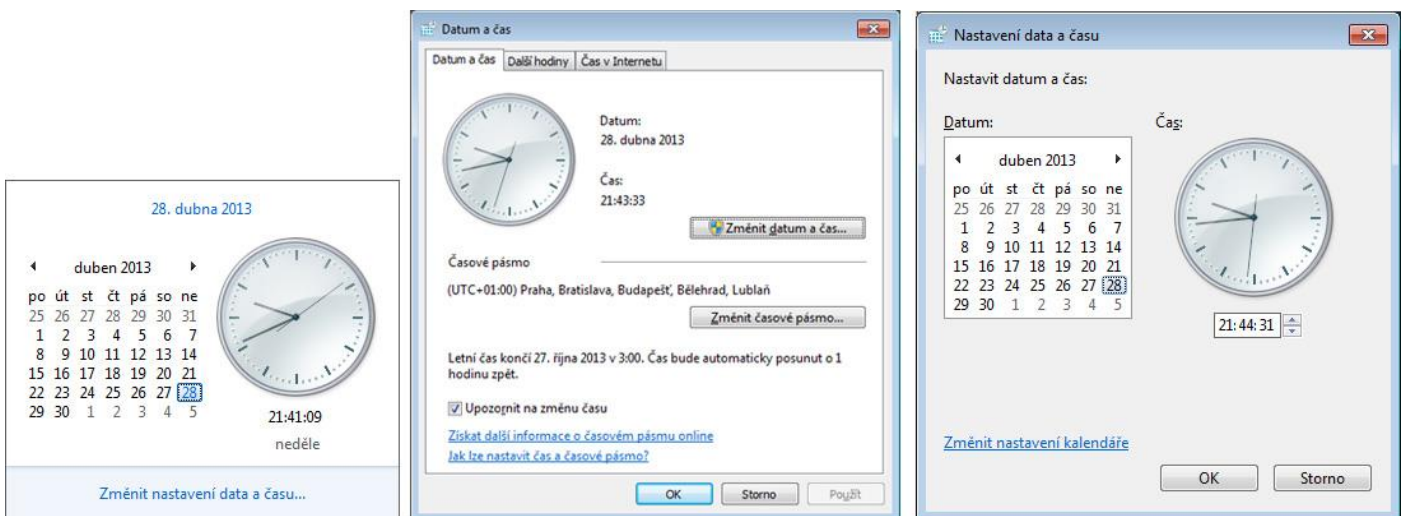 28. dubna 2013
duben 2013
po út st čt pá so ne
25 26 27 28 29 30 31
1 2 3 4 5 6 7
8 9 10 11 12 13 14
15 16 17 18 19 20 21
22 23 24 25 26 27 28
29 30 1 2 3 4 5
21:41:09
neděle
Změnit nastavení data a času...
Datum a čas
Datum a čas Další hodiny Čas v Internetu
Datum:
28. dubna 2013
Čas:
21:43:33
Změnit datum a čas...
Časové pásmo
(UTC+01:00) Praha, Bratislava, Budapešť, Bělehrad, Lublaň
Změnit časové pásmo...
Letní čas končí 27. října 2013 v 3:00. Čas bude automaticky posunut o 1
hodinu zpět.
Upozornit na změnu času
Získat další informace o časovém pásmu online
Jak lze nastavit čas a časové pásmo?
OK Storno Použít
Nastavení data a času
Nastavit datum a čas:
Datum:
Čas:
duben 2013
po út st čt pá so ne
25 26 27 28 29 30 31
1 2 3 4 5 6 7
8 9 10 11 12 13 14
15 16 17 18 19 20 21
22 23 24 25 26 27 28
29 30 1 2 3 4 5
21:44:31
Změnit nastavení kalendáře
OK Storno